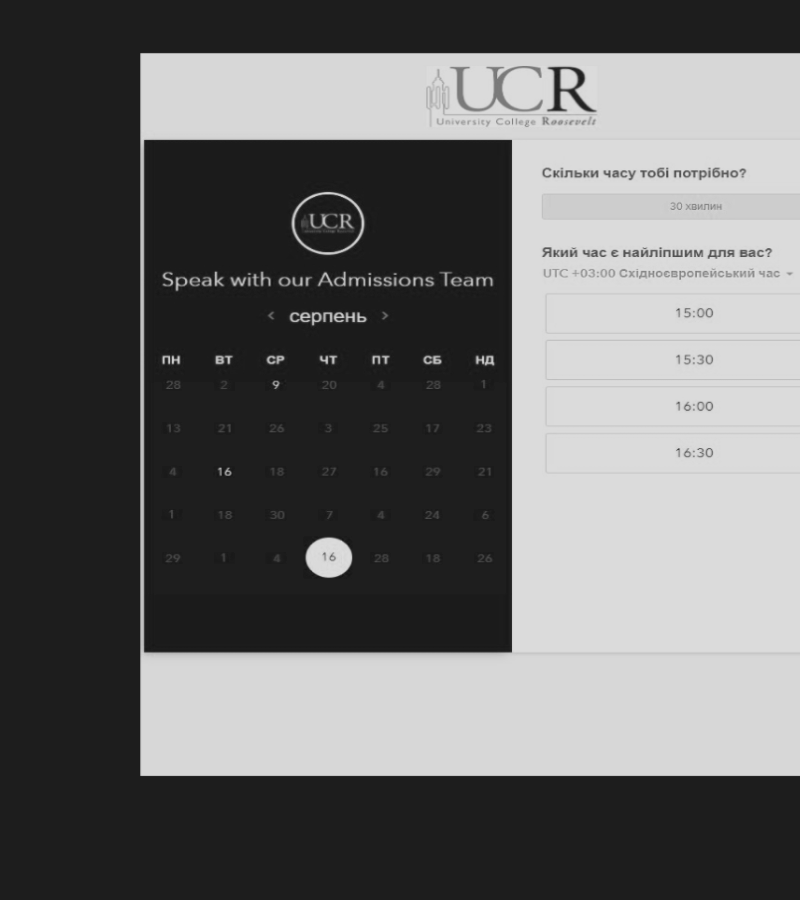 UCR
University College Roosevelt
UCR
Speak with our Admissions Team
< серпень >
ПН ВТ СР ЧТ ПТ СБ НД
28 2 9 20 4 28 1
13 21 26 3 25 17 23
4 16 18 27 16 29 21
1 18 30 7 4 24 6
29 1 4 16 28 18 26
Скільки часу тобі потрібно?
30 хвилин
Який час є найліпшим для вас?
UTC +03:00 Східноєвропейський час
15:00
15:30
16:00
16:30